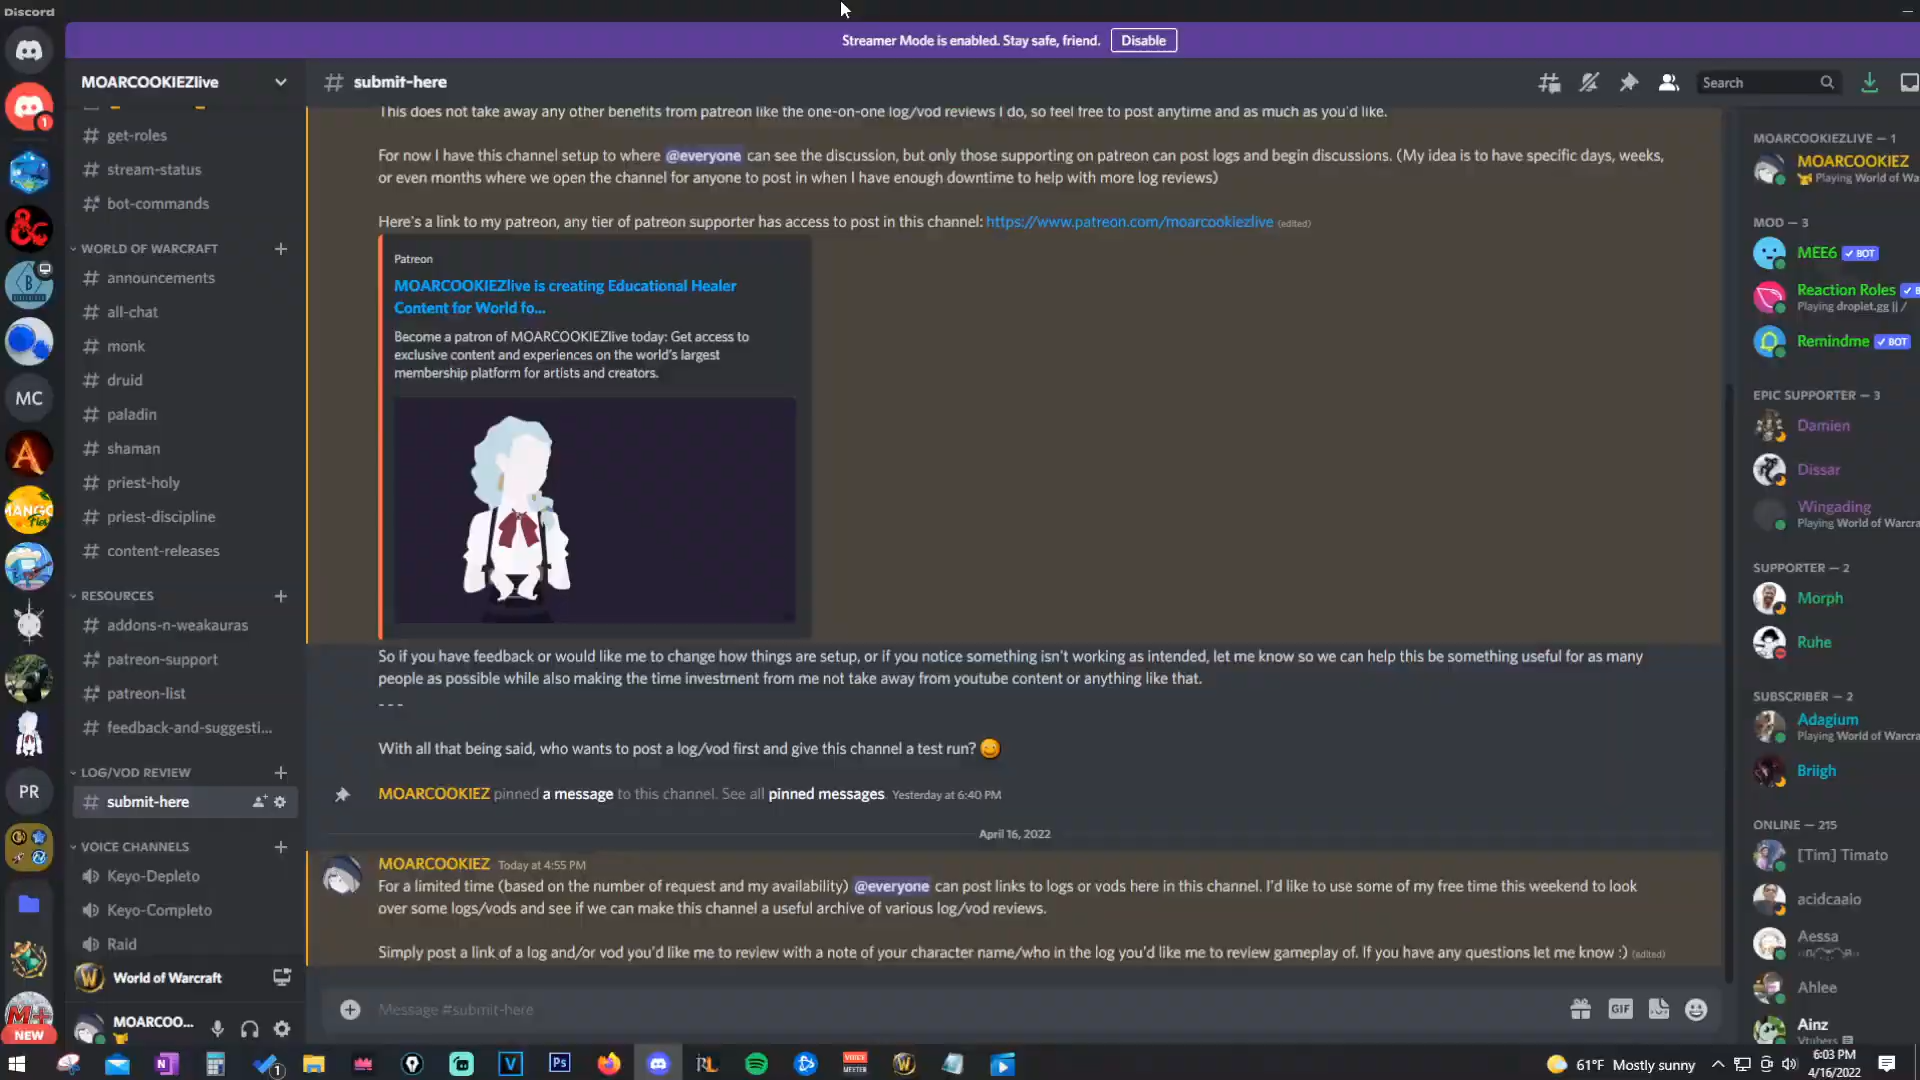 Discord
Streamer Mode is enabled. Stay safe, friend.
Disable
MOARCOOKIEZlive
get-roles
stream-status
bot-commands
WORLD OF WARCRAFT
announcements
all-chat
monk
druid
paladin
shaman
priest-holy
priest-discipline
content-releases
RESOURCES
addons-n-weakauras
patreon-support
patreon-list
feedback-and-suggesti...
LOG/VOD REVIEW
submit-here
VOICE CHANNELS
Keyo-Depleto
Keyo-Completo
Raid
World of Warcraft
MOARCOO...
MC
PR
NEW
submit-here
Search
This does not take away any other benefits from patreon like the one-on-one log/vod reviews I do, so feel free to post anytime and as much as you'd like.
For now I have this channel setup to where @everyone can see the discussion, but only those supporting on patreon can post logs and begin discussions. (My idea is to have specific days, weeks,
or even months where we open the channel for anyone to post in when I have enough downtime to help with more log reviews)
Here's a link to my patreon, any tier of patreon supporter has access to post in this channel: https://www.patreon.com/moarcookiezlive (edited)
Patreon
MOARCOOKIEZlive is creating Educational Healer
Content for World fo...
Become a patron of MOARCOOKIEZlive today: Get access to
exclusive content and experiences on the world's largest
membership platform for artists and creators.
So if you have feedback or would like me to change how things are setup, or if you notice something isn't working as intended, let me know so we can help this be something useful for as many
people as possible while also making the time investment from me not take away from youtube content or anything like that.
- - -
With all that being said, who wants to post a log/vod first and give this channel a test run?
MOARCOOKIEZ pinned a message to this channel. See all pinned messages. Yesterday at 6:40 PM
April 16, 2022
MOARCOOKIEZ Today at 4:55 PM
For a limited time (based on the number of request and my availability) @everyone can post links to logs or vods here in this channel. I'd like to use some of my free time this weekend to look
over some logs/vods and see if we can make this channel a useful archive of various log/vod reviews.
Simply post a link of a log and/or vod you'd like me to review with a note of your character name/who in the log you'd like me to review gameplay of. If you have any questions let me know :) (edited)
Message #submit-here
GIF
MOARCOOKIEZLIVE — 1
MOARCOOKIEZ
Playing World of Wa
MOD — 3
MEE6 BOT
Reaction Roles
Playing droplet.gg || /
Remindme BOT
EPIC SUPPORTER — 3
Damien
Dissar
Wingading
Playing World of Warcra
SUPPORTER — 2
Morph
Ruhe
SUBSCRIBER — 2
Adagium
Playing World of Warcra
Briigh
ONLINE — 215
[Tim] Timato
acidcaaio
Aessa
Ahlee
Ainz
61°F Mostly sunny
6:03 PM
4/16/2022